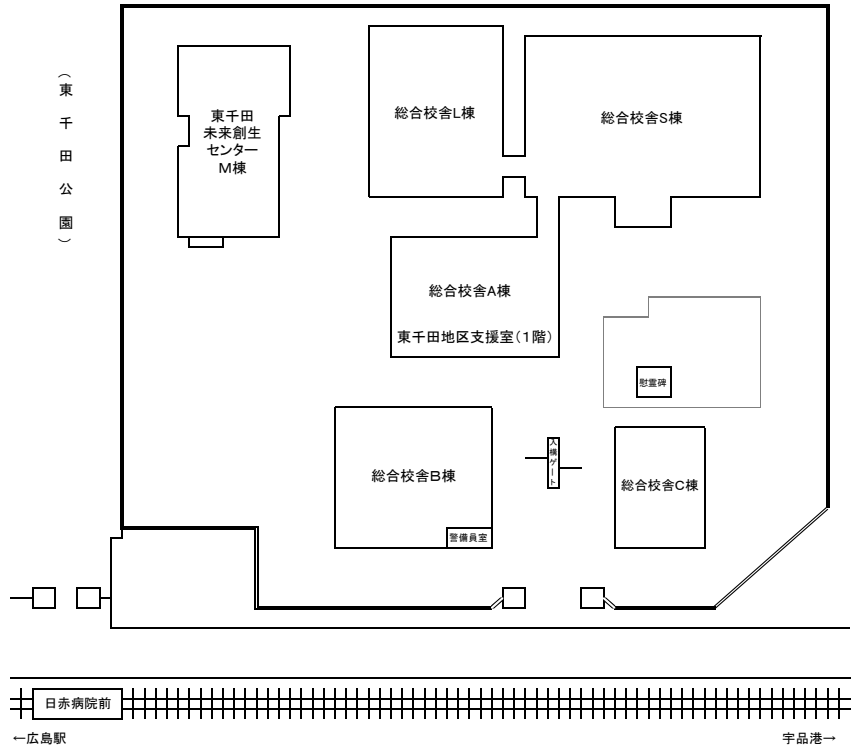 （東千田公園）
東千田
未来創生
センター
M棟
総合校舎L棟
総合校舎S棟
総合校舎A棟
東千田地区支援室（1階）
慰霊碑
入構ゲート
総合校舎B棟
警備員室
総合校舎C棟
日赤病院前
←広島駅
宇品港→